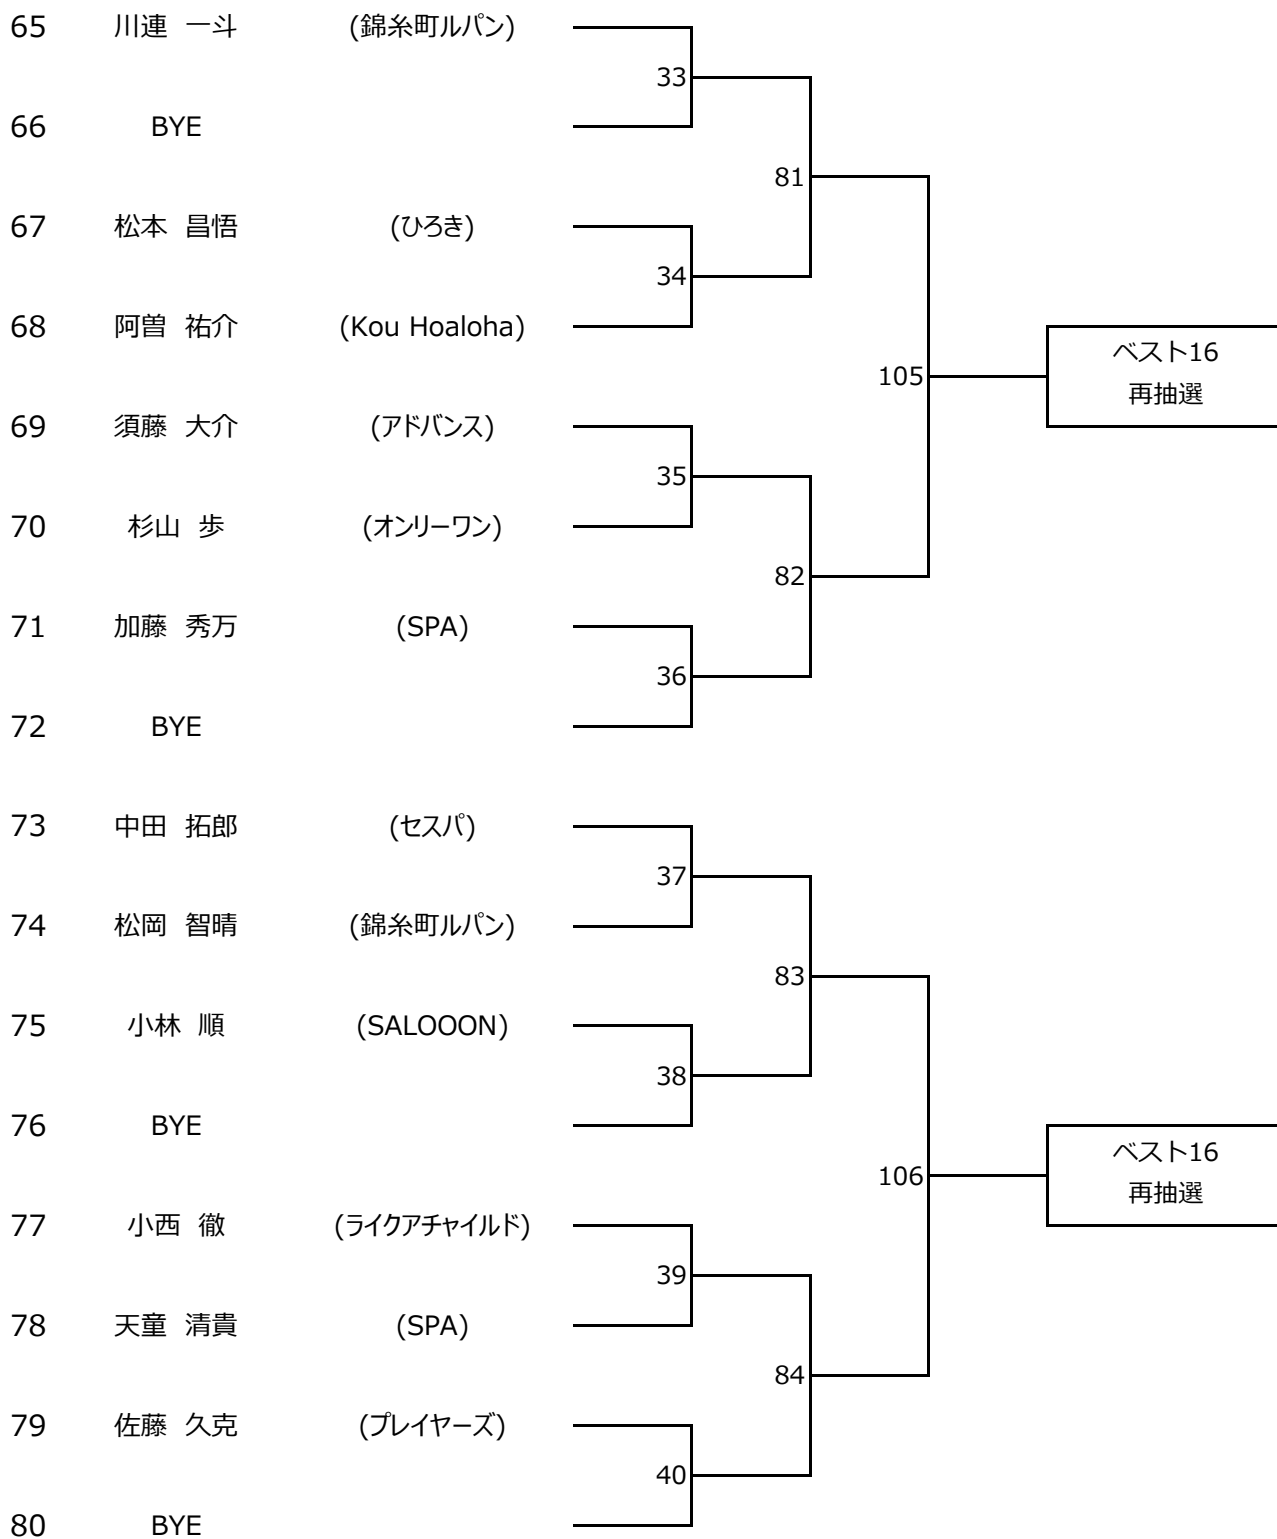 65 川連 一斗 (錦糸町ルパン)
33
66 BYE
81
67 松本 昌悟 (ひろき)
34
68 阿曽 祐介 (Kou Hoaloha)
ベスト16
105
再抽選
69 須藤 大介 (アドバンス)
35
70 杉山 歩 (オンリーワン)
82
71 加藤 秀万 (SPA)
36
72 BYE
73 中田 拓郎 (セスパ)
37
74 松岡 智晴 (錦糸町ルパン)
83
75 小林 順 (SALOOON)
38
76 BYE
ベスト16
106
再抽選
77 小西 徹 (ライクアチャイルド)
39
78 天童 清貴 (SPA)
84
79 佐藤 久克 (プレイヤーズ)
40
80 BYE